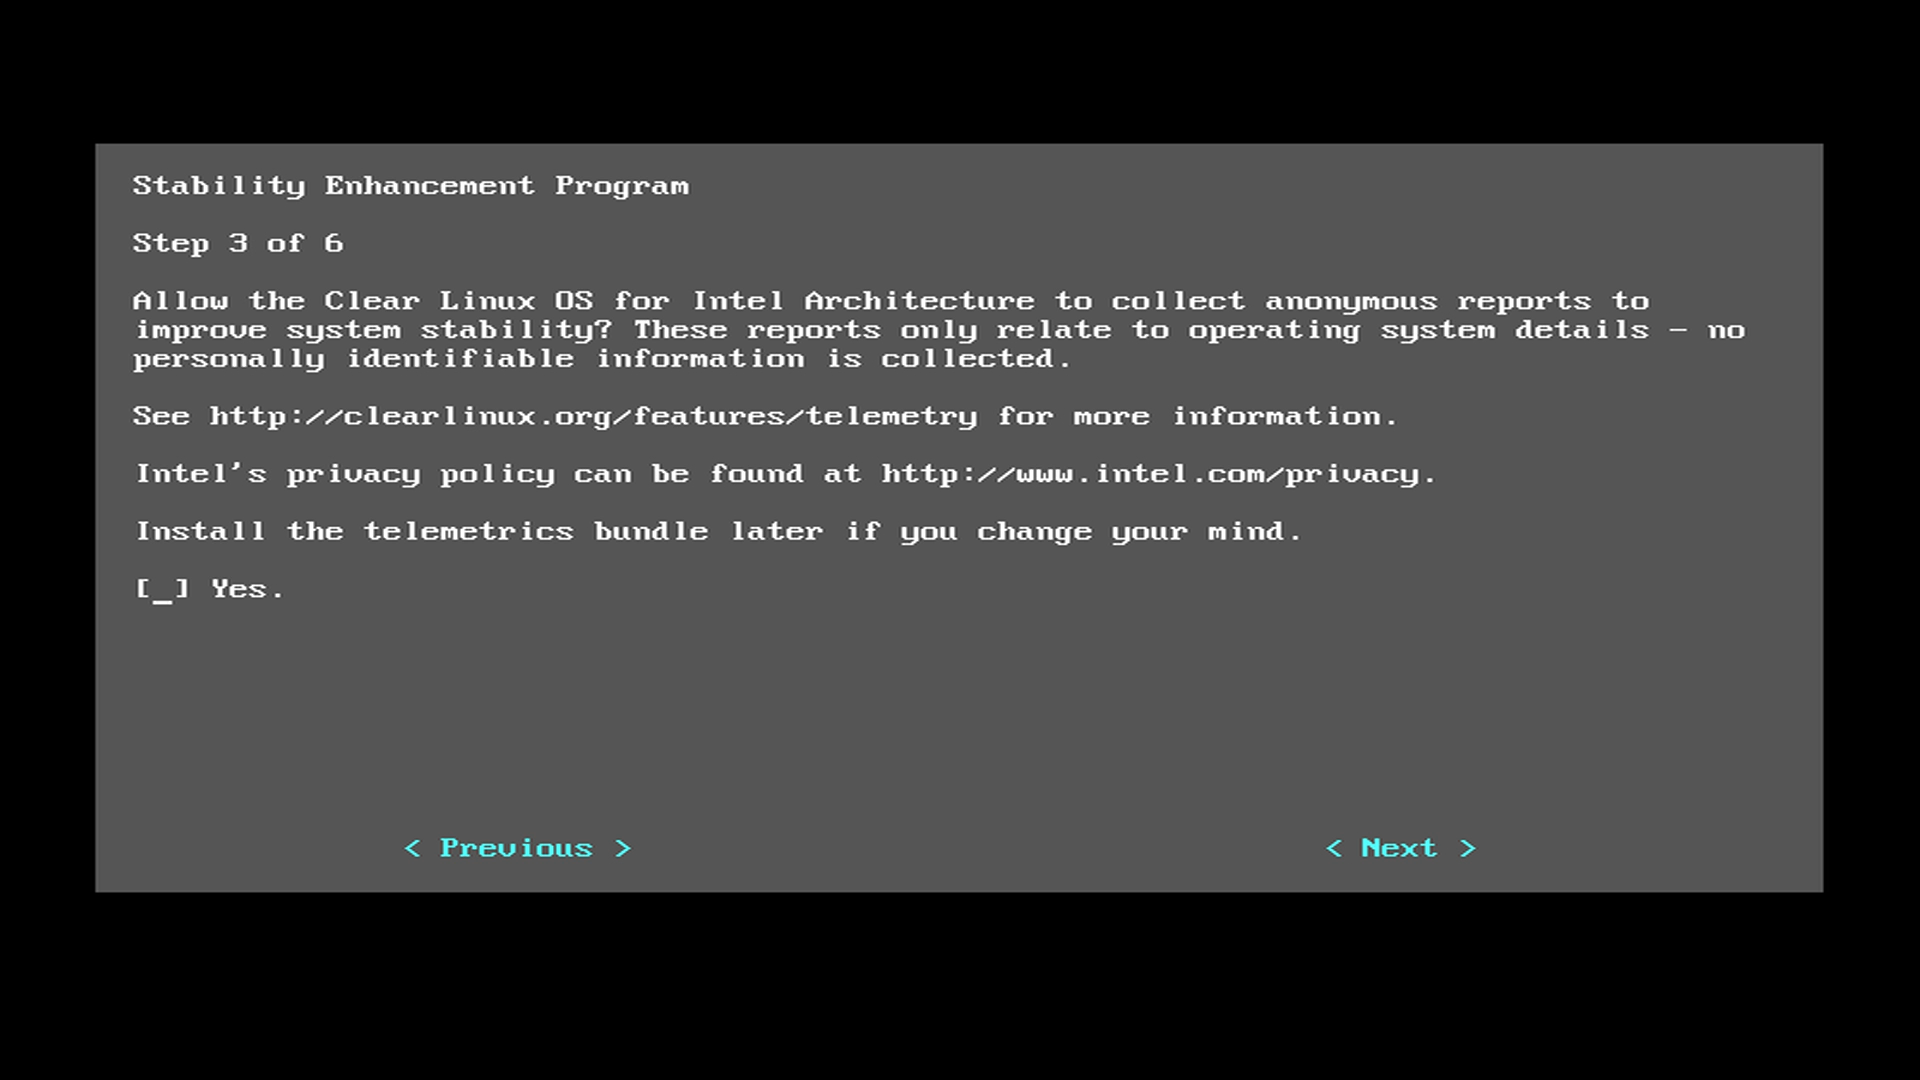 Stability Enhancement Program
Step 3 of 6
Allow the Clear Linux OS for Intel Architecture to collect anonymous reports to
improve system stability? These reports only relate to operating system details - no
personally identifiable information is collected.
See http://clearlinux.org/features/telemetry for more information.
Intel's privacy policy can be found at http://www.intel.com/privacy.
Install the telemetrics bundle later if you change your mind.
[_] Yes.
< Previous > < Next >